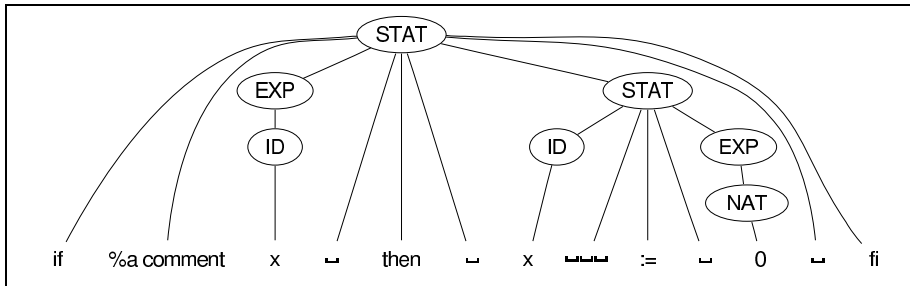 STAT
EXP STAT
ID ID EXP
NAT
if %a comment x ␣ then ␣ x ␣␣␣ := ␣ 0 ␣ fi